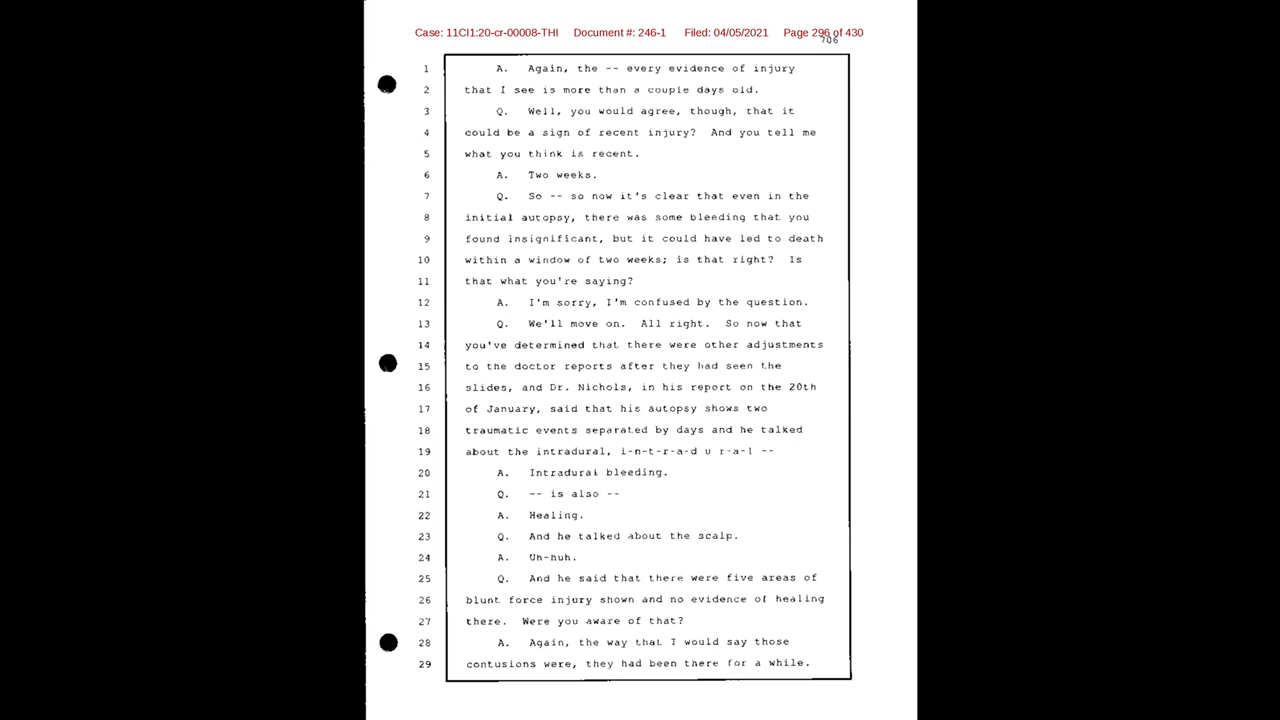 Case: 11CI1:20-cr-00008-THI Document #: 246-1 Filed: 04/05/2021 Page 296 of 430
706
1 A. Again, the -- every evidence of injury
2 that I see is more than a couple days old.
3 Q. Well, you would agree, though, that it
4 could be a sign of recent injury? And you tell me
5 what you think is recent.
6 A. Two weeks.
7 Q. So -- so now it's clear that even in the
8 initial autopsy, there was some bleeding that you
9 found insignificant, but it could have led to death
10 within a window of two weeks; is that right? Is
11 that what you're saying?
12 A. I'm sorry, I'm confused by the question.
13 Q. We'll move on. All right. So now that
14 you've determined that there were other adjustments
15 to the doctor reports after they had seen the
16 slides, and Dr. Nichols, in his report on the 20th
17 of January, said that his autopsy shows two
18 traumatic events separated by days and he talked
19 about the intradural, i-n-t-r-a-d u r-a-l --
20 A. Intradural bleeding.
21 Q. -- is also --
22 A. Healing.
23 Q. And he talked about the scalp.
24 A. Uh-huh.
25 Q. And he said that there were five areas of
26 blunt force injury shown and no evidence of healing
27 there. Were you aware of that?
28 A. Again, the way that I would say those
29 contusions were, they had been there for a while.